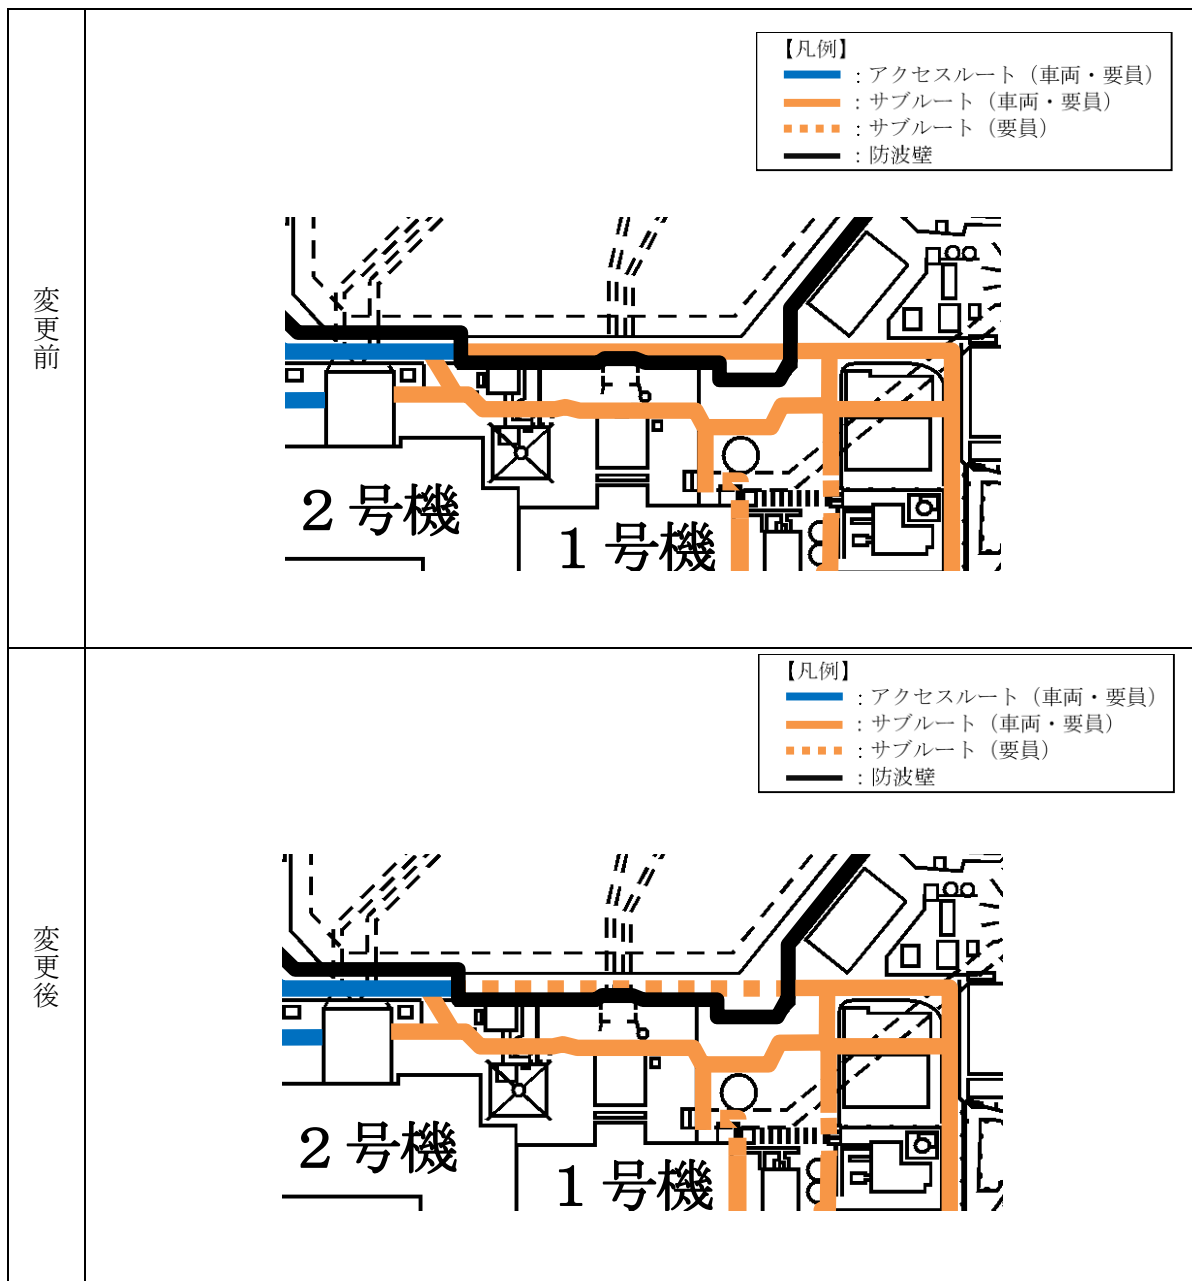 変更前
【凡例】
：アクセスルート（車両・要員）
：サブルート（車両・要員）
：サブルート（要員）
：防波壁
２号機
１号機
変更後
【凡例】
：アクセスルート（車両・要員）
：サブルート（車両・要員）
：サブルート（要員）
：防波壁
２号機
１号機